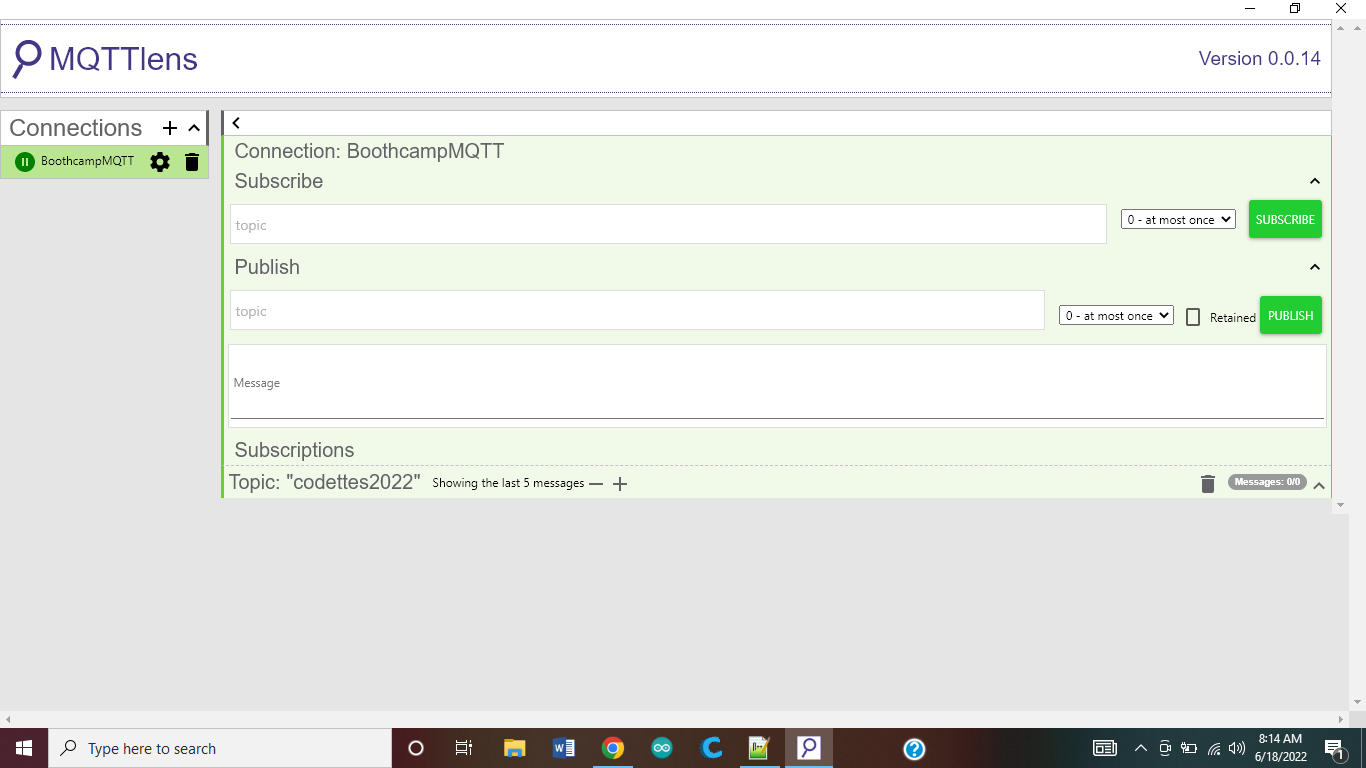 MQTTlens
Version 0.0.14
Connections
BoothcampMQTT
Connection: BoothcampMQTT
Subscribe
topic
0 - at most once
SUBSCRIBE
Publish
topic
0 - at most once
Retained
PUBLISH
Message
Subscriptions
Topic: "codettes2022" Showing the last 5 messages
Messages: 0/0
Type here to search
8:14 AM
6/18/2022
1